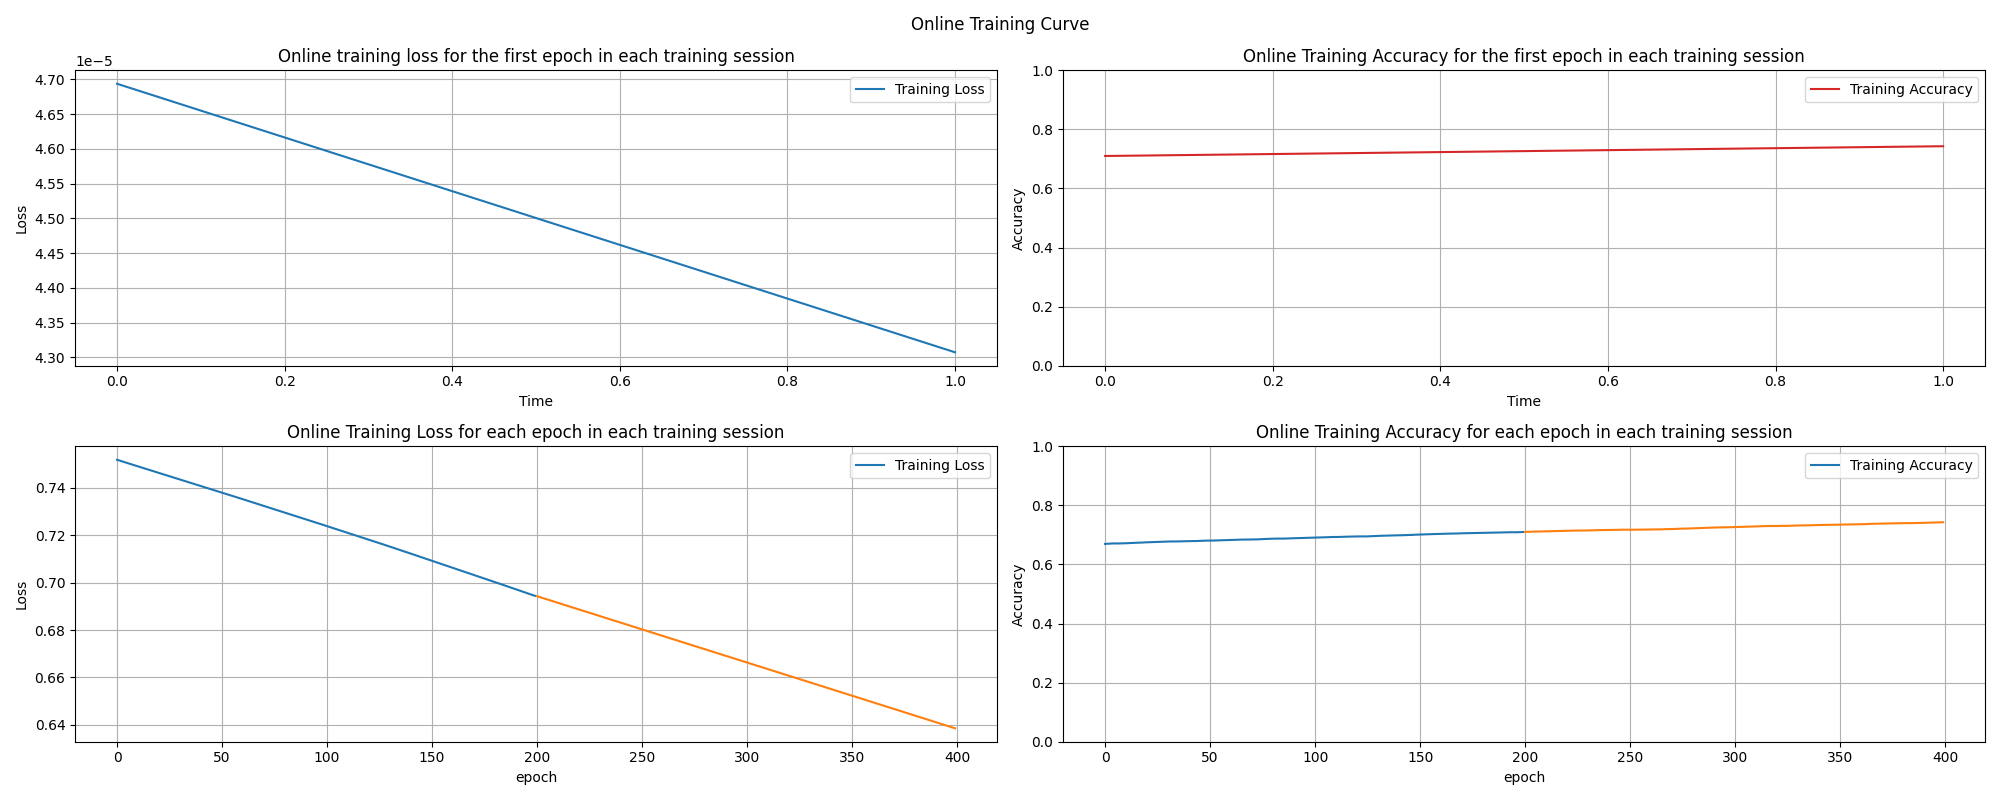 Online Training Curve
Online training loss for the first epoch in each training session
1e−5
4.70
4.65
4.60
4.55
4.50
4.45
4.40
4.35
4.30
Loss
Training Loss
0.0 0.2 0.4 0.6 0.8 1.0
Time
Online Training Accuracy for the first epoch in each training session
1.0
0.8
0.6
0.4
0.2
0.0
Accuracy
Training Accuracy
0.0 0.2 0.4 0.6 0.8 1.0
Time
Online Training Loss for each epoch in each training session
0.74
0.72
0.70
0.68
0.66
0.64
Loss
Training Loss
0 50 100 150 200 250 300 350 400
epoch
Online Training Accuracy for each epoch in each training session
1.0
0.8
0.6
0.4
0.2
0.0
Accuracy
Training Accuracy
0 50 100 150 200 250 300 350 400
epoch